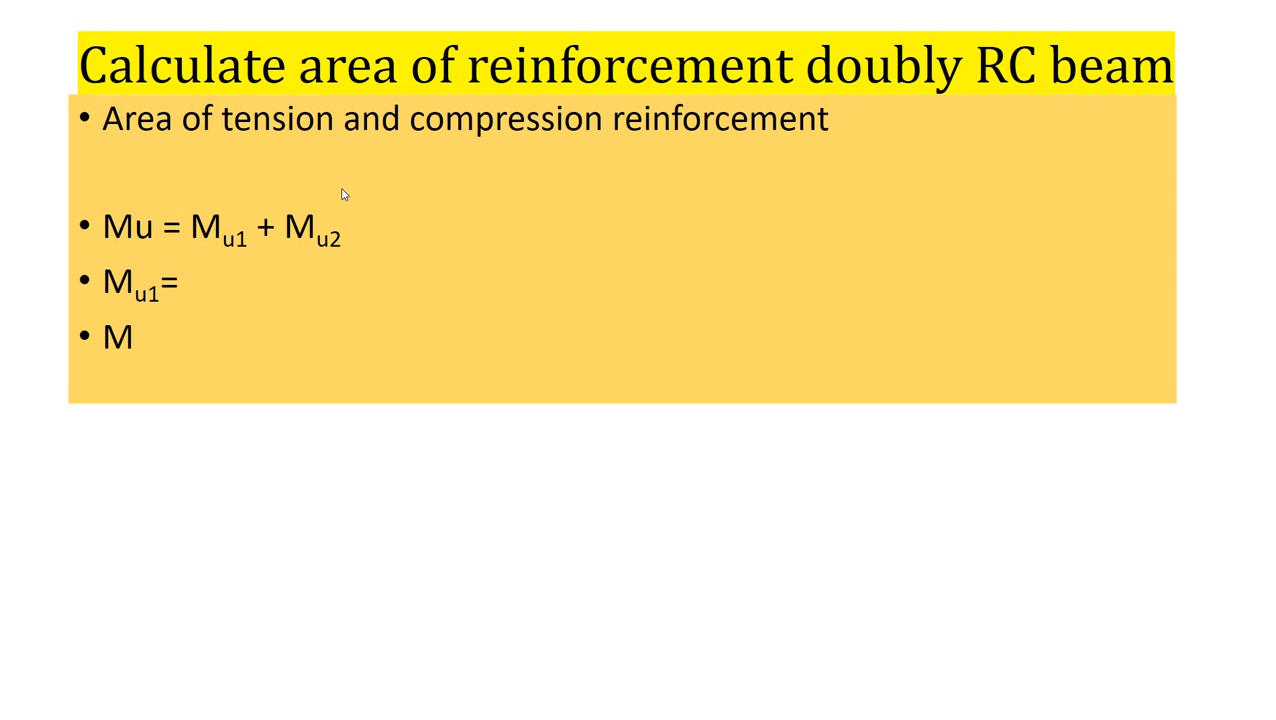 Calculate area of reinforcement doubly RC beam
• Area of tension and compression reinforcement
• Mu = Mu1 + Mu2
• Mu1=
• M